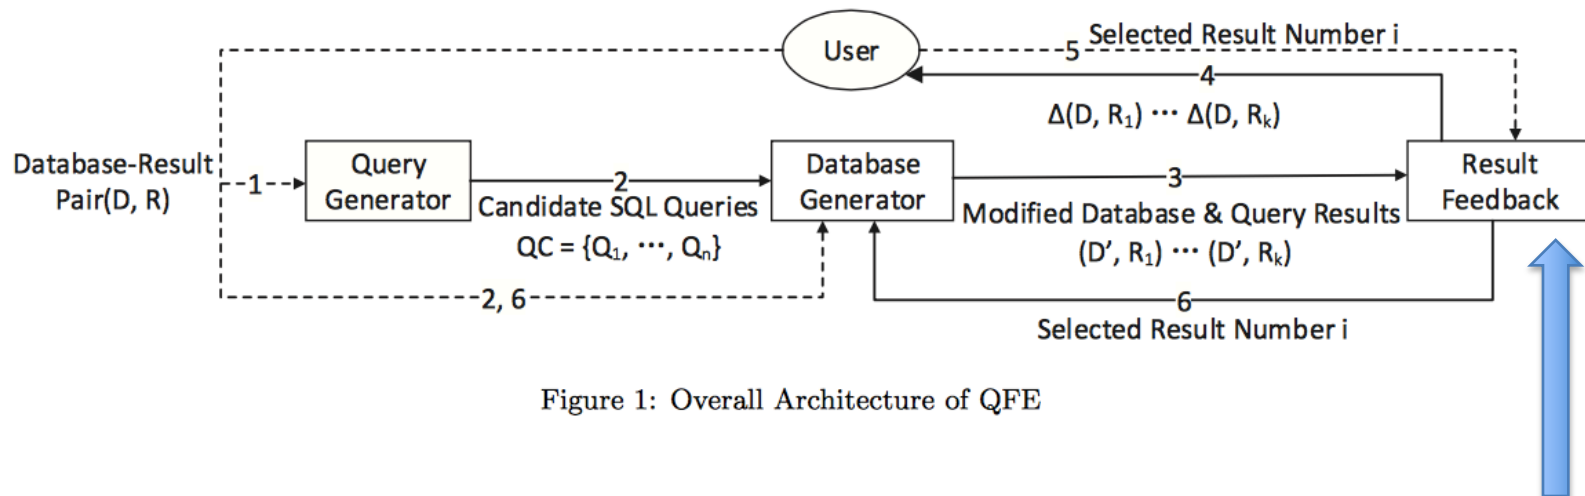 User
5
Selected Result Number i
4
Δ(D, R₁) ⋯ Δ(D, Rₖ)
Database-Result
Pair(D, R)
1
Query
Generator
2
Candidate SQL Queries
QC = {Q₁, ⋯, Qₙ}
Database
Generator
3
Modified Database & Query Results
(D’, R₁) ⋯ (D’, Rₖ)
Result
Feedback
2, 6
6
Selected Result Number i
Figure 1: Overall Architecture of QFE